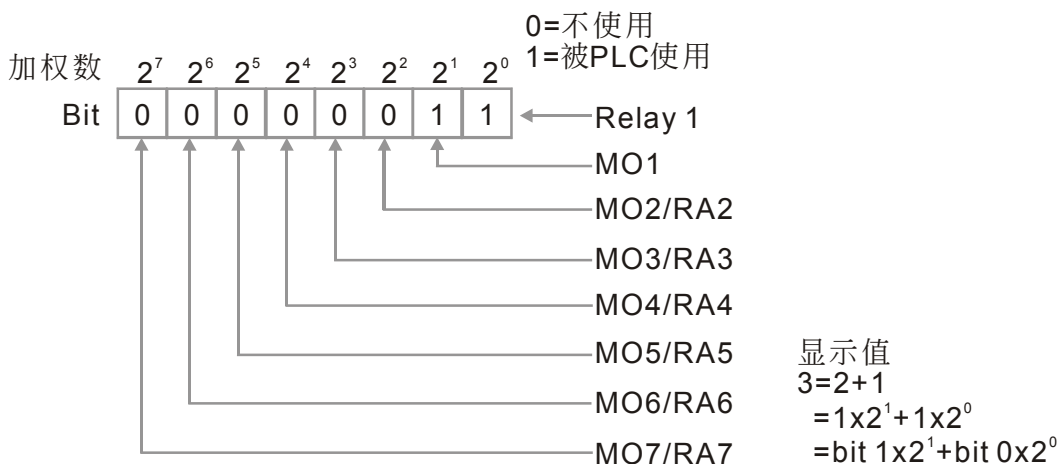 0=不使用
1=被PLC使用
加权数 2⁷ 2⁶ 2⁵ 2⁴ 2³ 2² 2¹ 2⁰
Bit 0 0 0 0 0 0 1 1 Relay 1
MO1
MO2/RA2
MO3/RA3
MO4/RA4
MO5/RA5
MO6/RA6
MO7/RA7
显示值
3=2+1
=1x2¹+1x2⁰
=bit 1x2¹+bit 0x2⁰